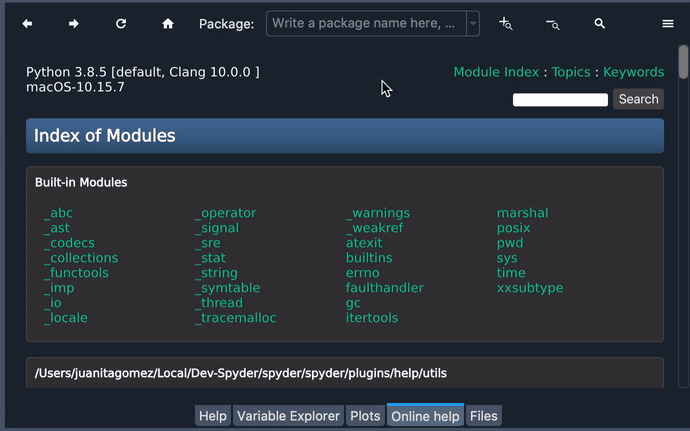 Package: Write a package name here, ...
Python 3.8.5 [default, Clang 10.0.0 ]
macOS-10.15.7
Module Index : Topics : Keywords
Search
Index of Modules
Built-in Modules
_abc _operator _warnings marshal
_ast _signal _weakref posix
_codecs _sre atexit pwd
_collections _stat builtins sys
_functools _string errno time
_imp _symtable faulthandler xxsubtype
_io _thread gc
_locale _tracemalloc itertools
/Users/juanitagomez/Local/Dev-Spyder/spyder/spyder/plugins/help/utils
Help Variable Explorer Plots Online help Files